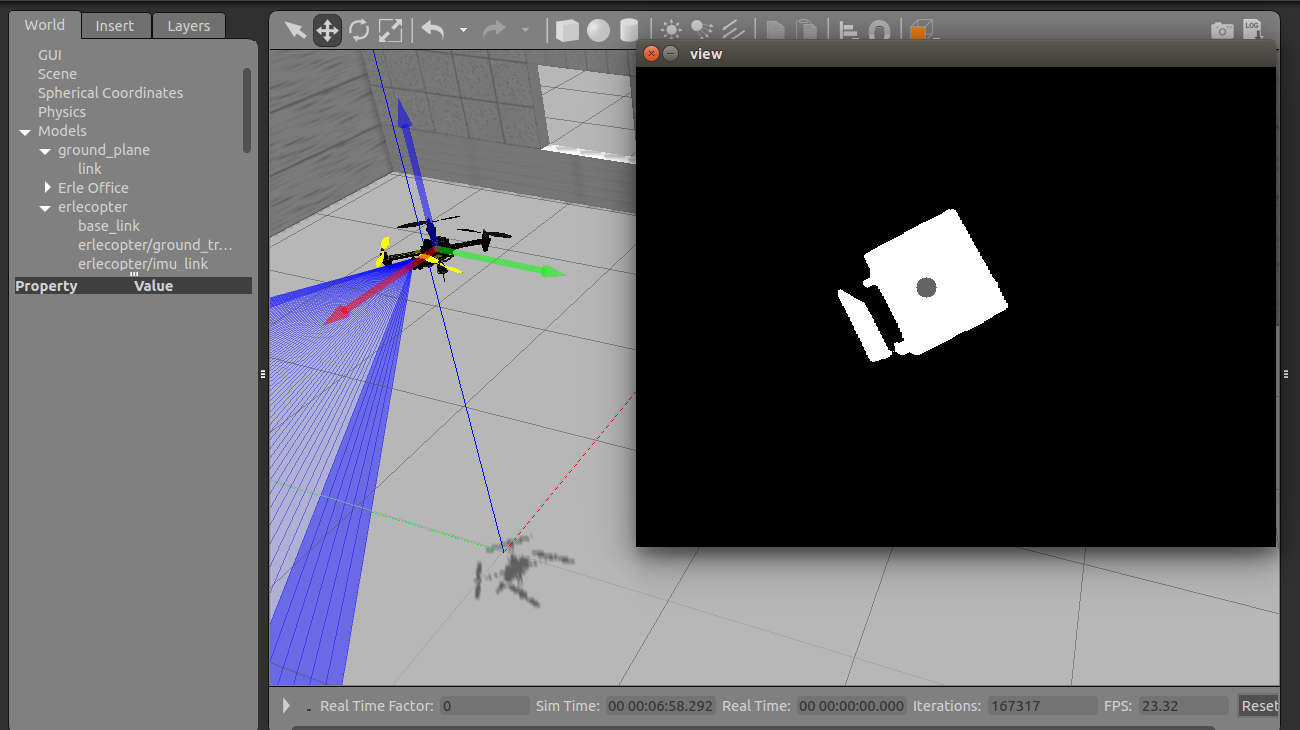 World Insert Layers
GUI
Scene
Spherical Coordinates
Physics
Models
ground_plane
link
Erle Office
erlecopter
base_link
erlecopter/ground_tr...
erlecopter/imu_link
Property Value
LOG
view
.. Real Time Factor: 0 Sim Time: 00 00:06:58.292 Real Time: 00 00:00:00.000 Iterations: 167317 FPS: 23.32 Reset